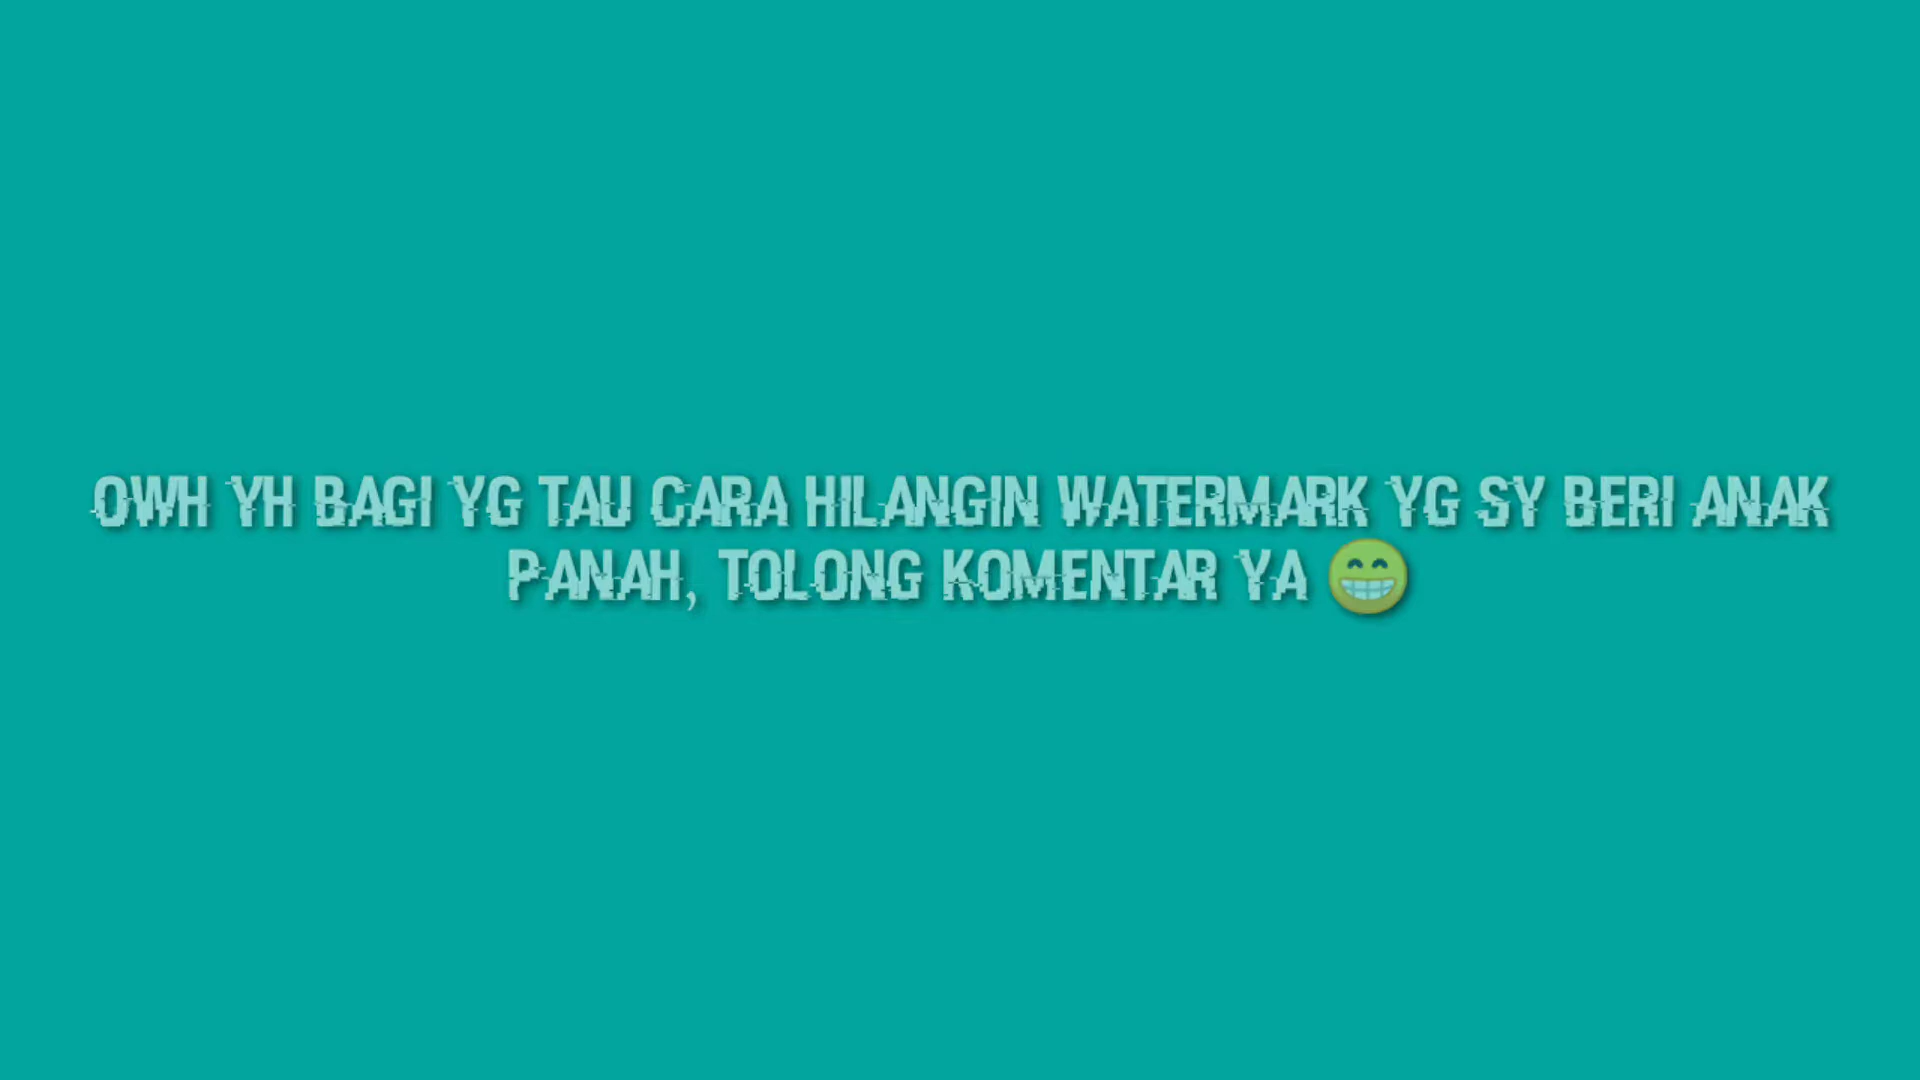 OWH YH BAGI YG TAU CARA HILANGIN WATERMARK YG SY BERI ANAK
PANAH, TOLONG KOMENTAR YA 😁